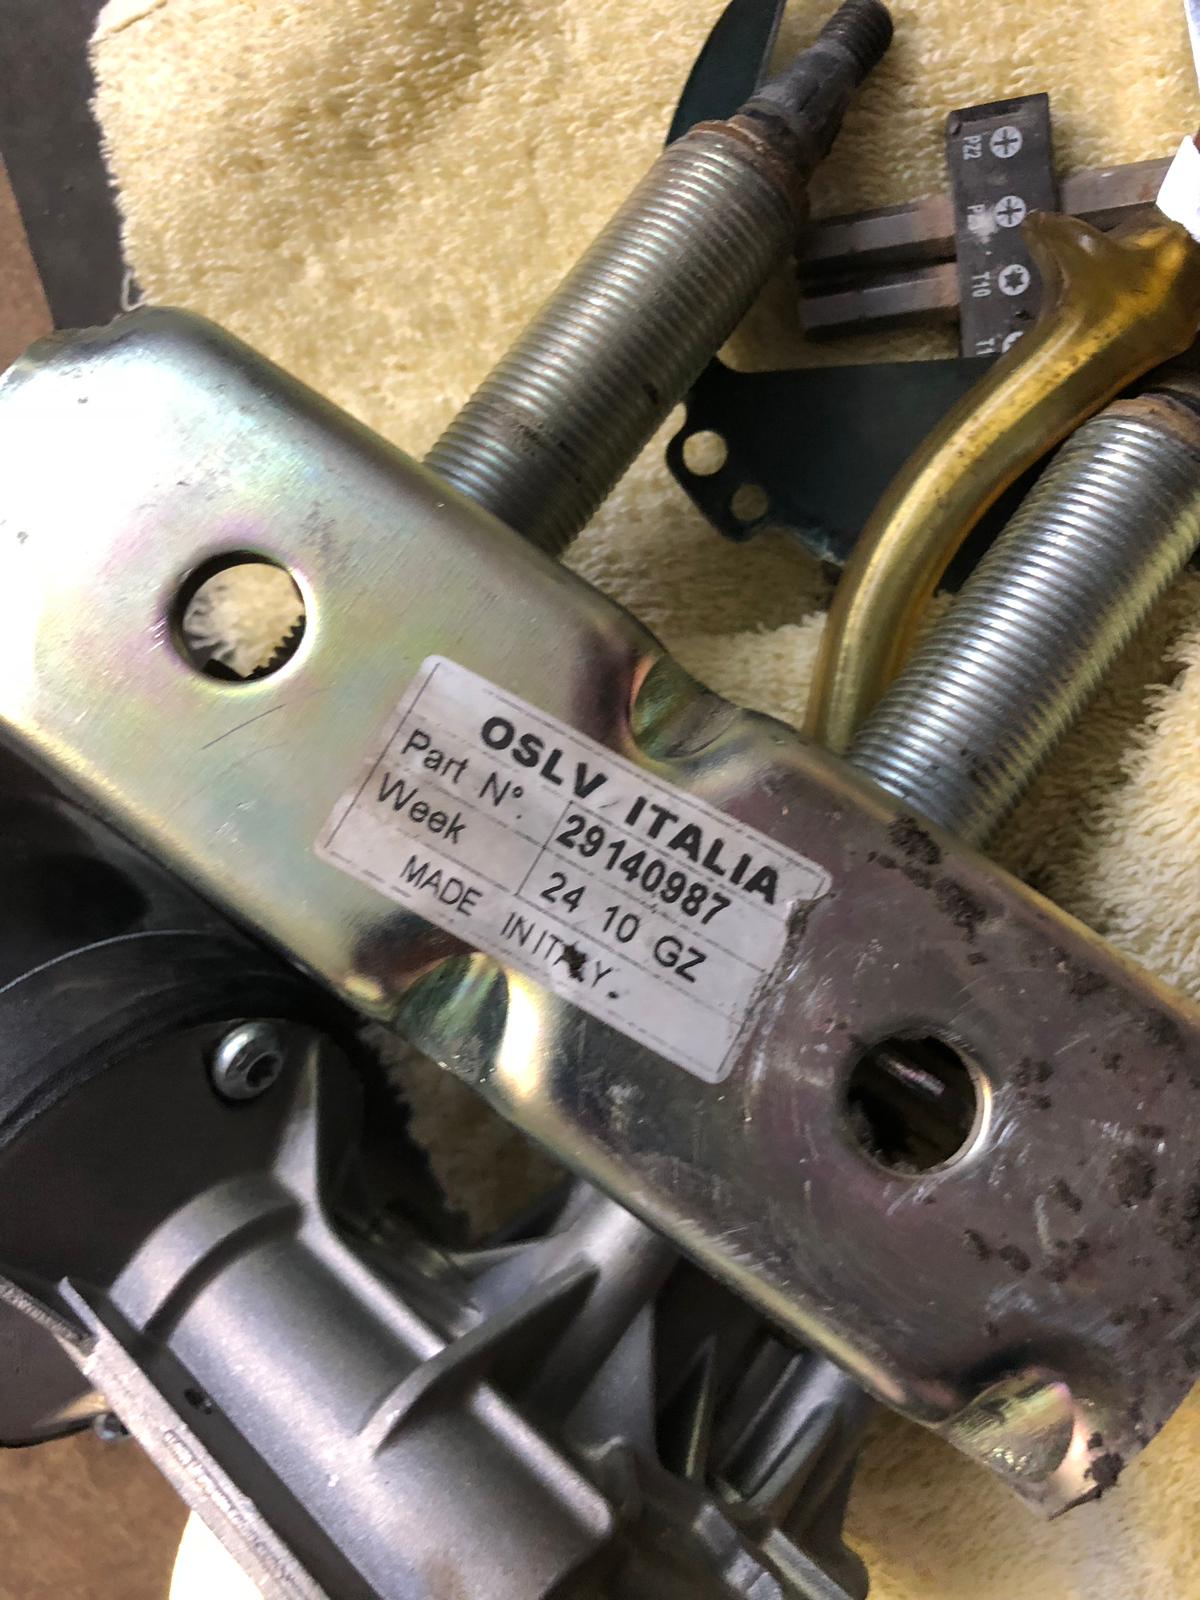 OSLV ITALIA
Part N°. 29140987
Week 24 10 GZ
MADE IN ITALY.
PZ2
T10